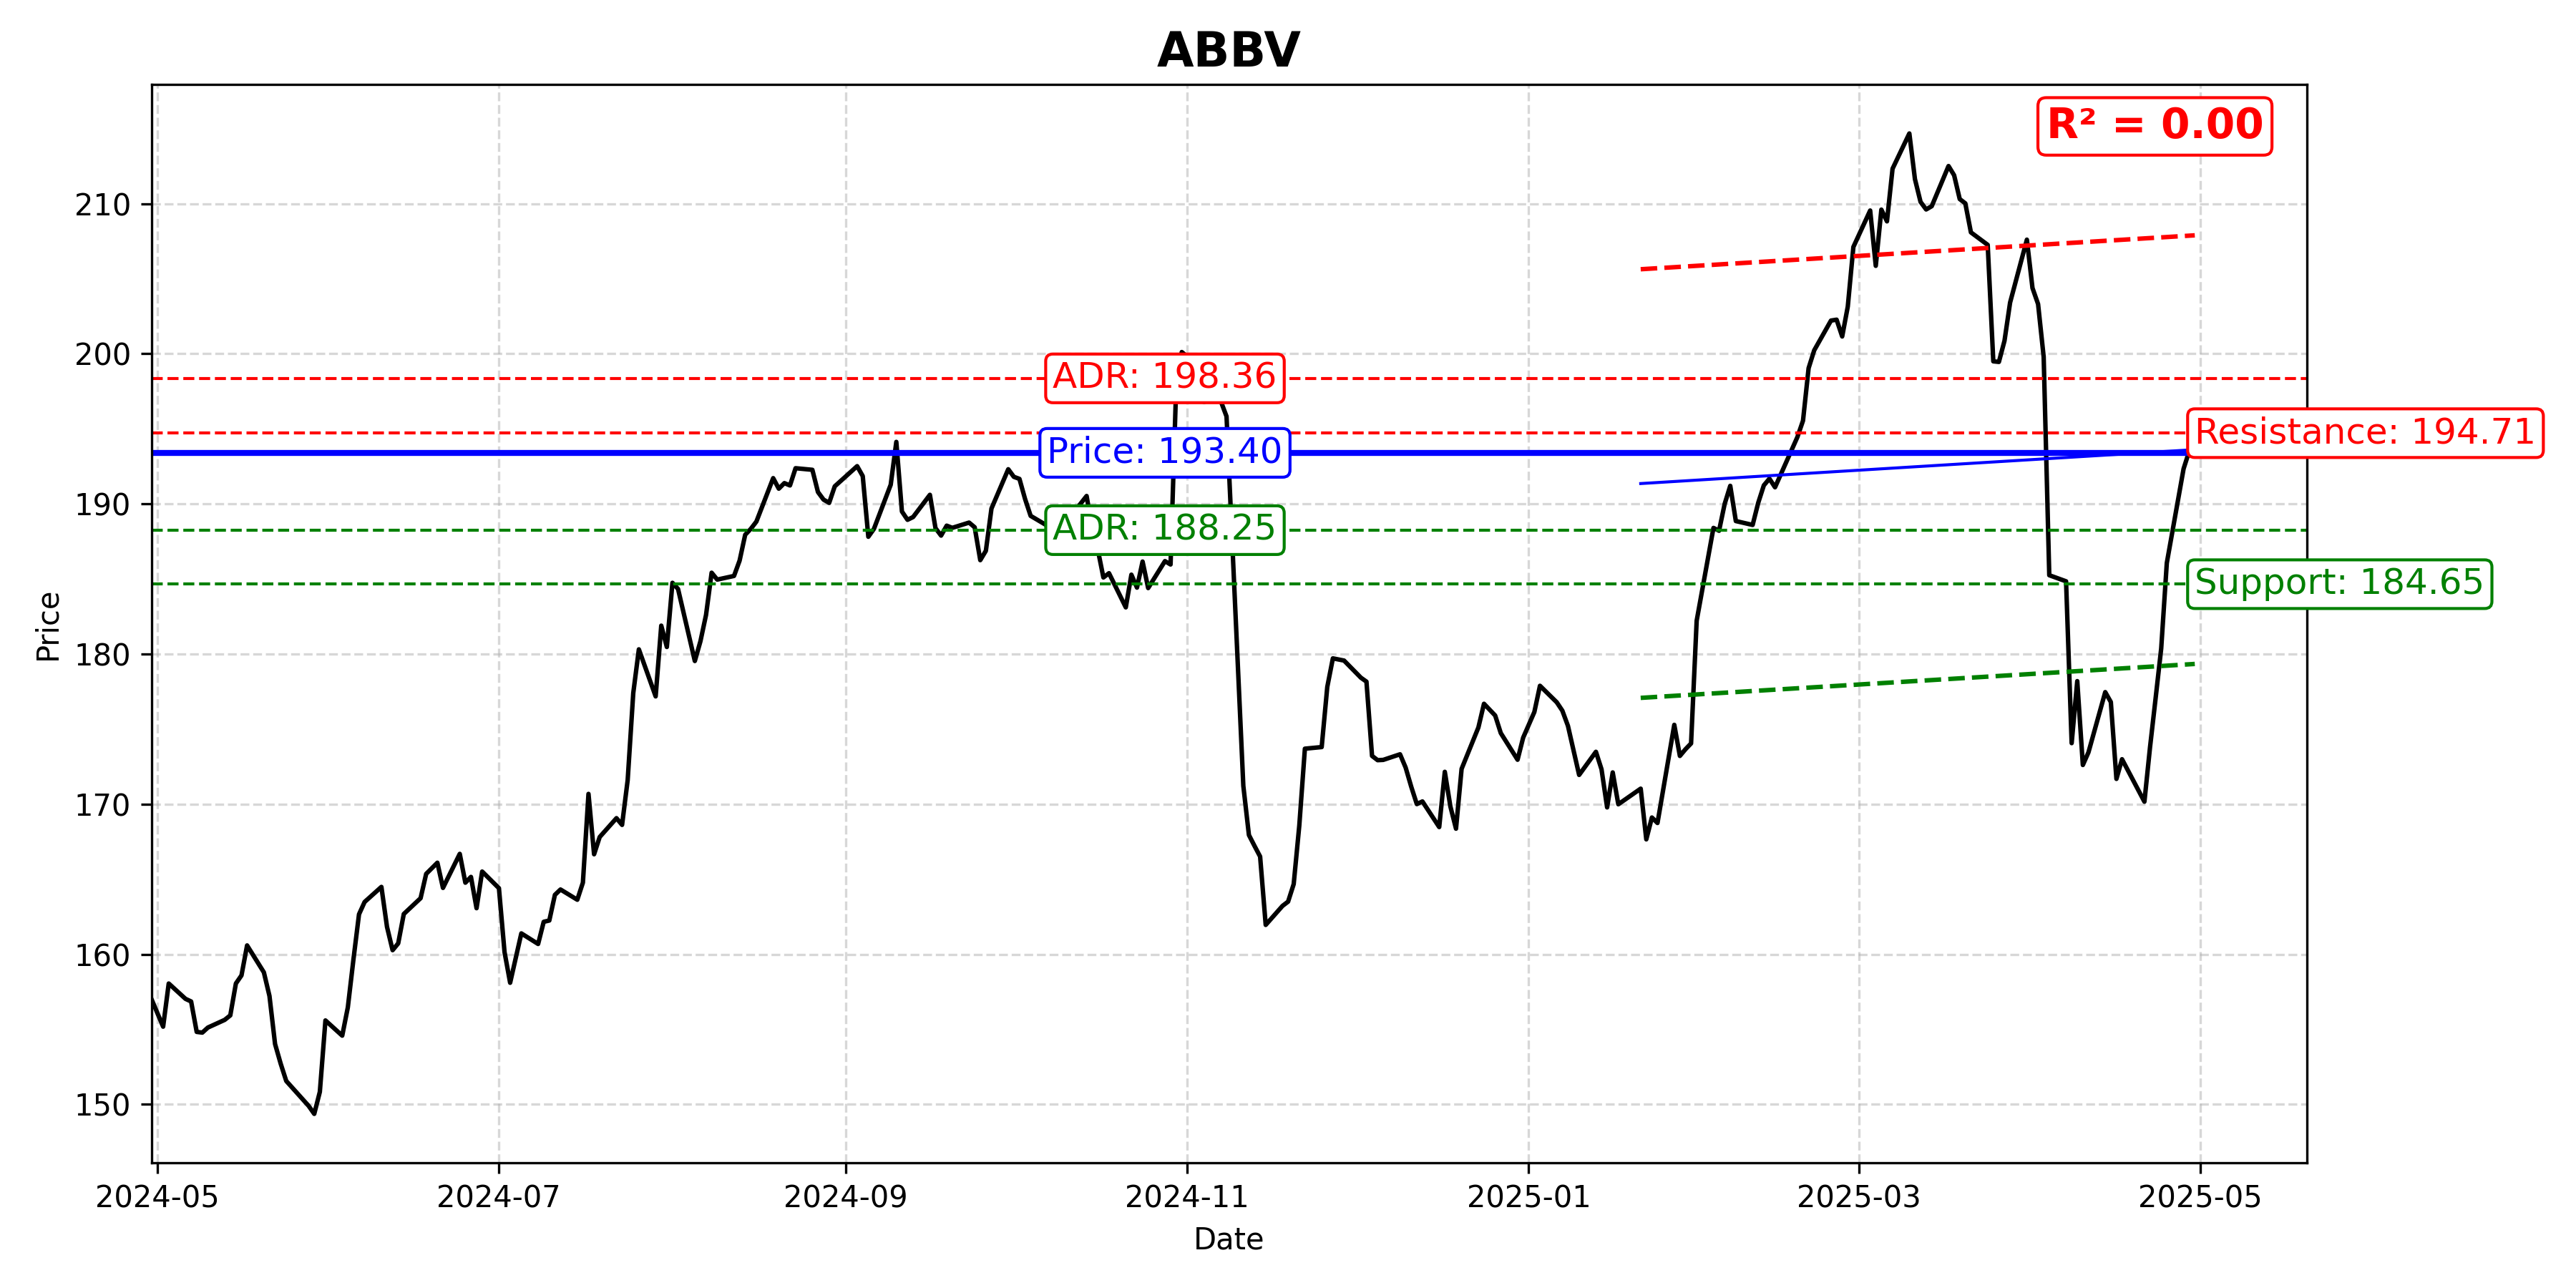 ABBV
R² = 0.00
210
200
190
180
170
160
150
Price
ADR: 198.36
Resistance: 194.71
Price: 193.40
ADR: 188.25
Support: 184.65
2024-05
2024-07
2024-09
2024-11
2025-01
2025-03
2025-05
Date